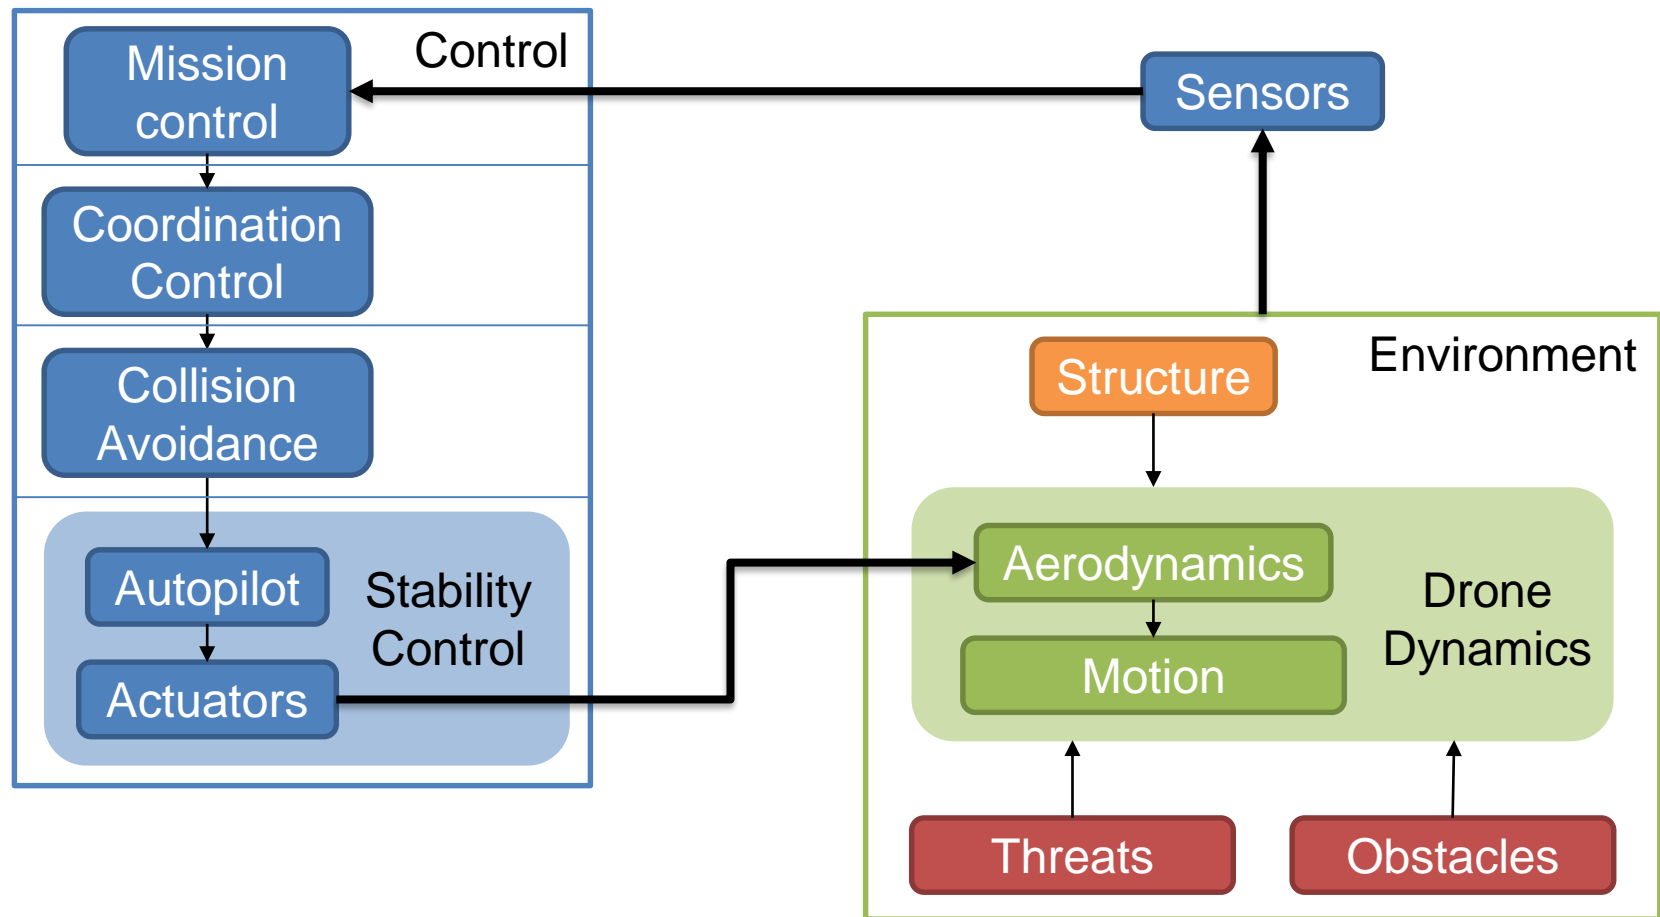 Control
Mission
control
Sensors
Coordination
Control
Collision
Avoidance
Autopilot
Actuators
Stability
Control
Environment
Structure
Aerodynamics
Motion
Drone
Dynamics
Threats
Obstacles